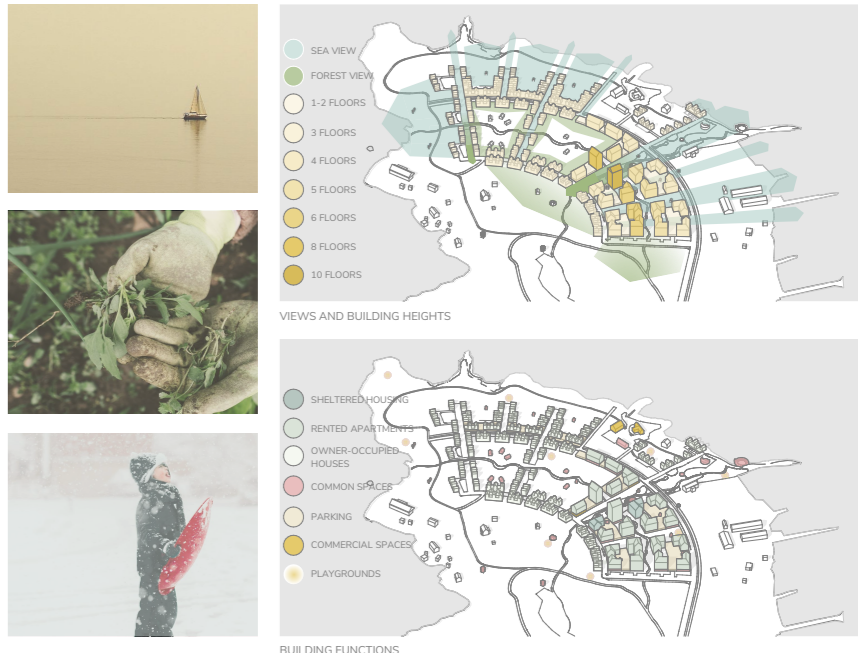 SEA VIEW
FOREST VIEW
1-2 FLOORS
3 FLOORS
4 FLOORS
5 FLOORS
6 FLOORS
8 FLOORS
10 FLOORS
VIEWS AND BUILDING HEIGHTS
SHELTERED HOUSING
RENTED APARTMENTS
OWNER-OCCUPIED
HOUSES
COMMON SPACES
PARKING
COMMERCIAL SPACES
PLAYGROUNDS
BUILDING FUNCTIONS